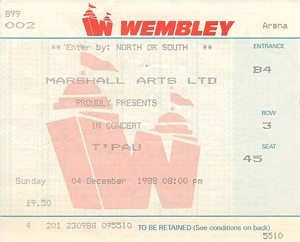 899
002
WEMBLEY
Arena
**Enter by: NORTH OR SOUTH **
ENTRANCE
B4
MARSHALL ARTS LTD
PROUDLY PRESENTS
ROW
3
IN CONCERT
T'PAU
SEAT
45
Sunday 04 December 1988 08:00 pm
£9.50
4 201 230988 095510 TO BE RETAINED (See conditions on back)
5510